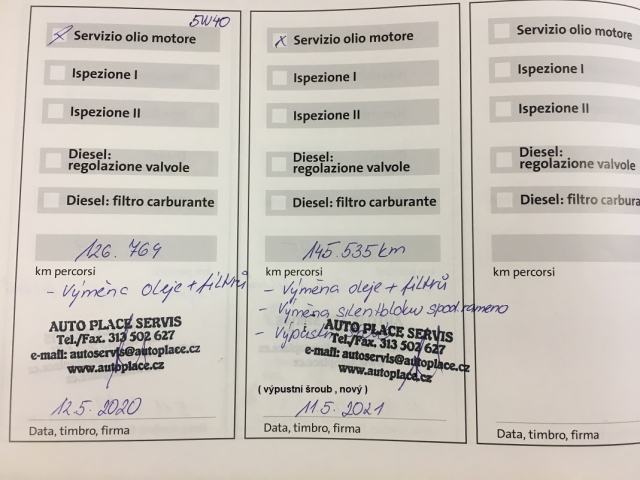 5W40
Servizio olio motore
Ispezione I
Ispezione II
Diesel:
regolazione valvole
Diesel: filtro carburante
126.769
km percorsi
- Výměna oleje + filtrů
AUTO PLACE SERVIS
Tel./Fax. 313 502 627
e-mail: autoservis@autoplace.cz
www.autoplace.cz
12.5.2020
Data, timbro, firma
x Servizio olio motore
Ispezione I
Ispezione II
Diesel:
regolazione valvole
Diesel: filtro carburante
145.535 km
km percorsi
- Výměna oleje + filtrů
- Výměna silentbloku spod. rameno
AUTO PLACE SERVIS
Tel./Fax. 313 502 627
e-mail: autoservis@autoplace.cz
www.autoplace.cz
( výpustni šroub , nový )
11.5.2021
Data, timbro, firma
Servizio olio motore
Ispezione I
Ispezione II
Diesel:
regolazione valvole
Diesel: filtro carbura
km percorsi
Data, timbro, firma